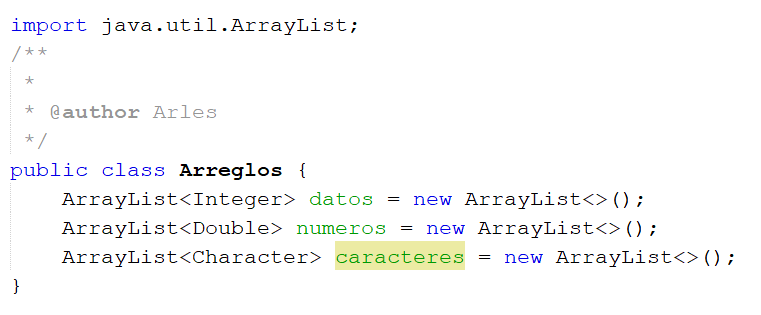 import java.util.ArrayList;
/**
 *
 * @author Arles
 */
public class Arreglos {
    ArrayList<Integer> datos = new ArrayList<>();
    ArrayList<Double> numeros = new ArrayList<>();
    ArrayList<Character> caracteres = new ArrayList<>();
}